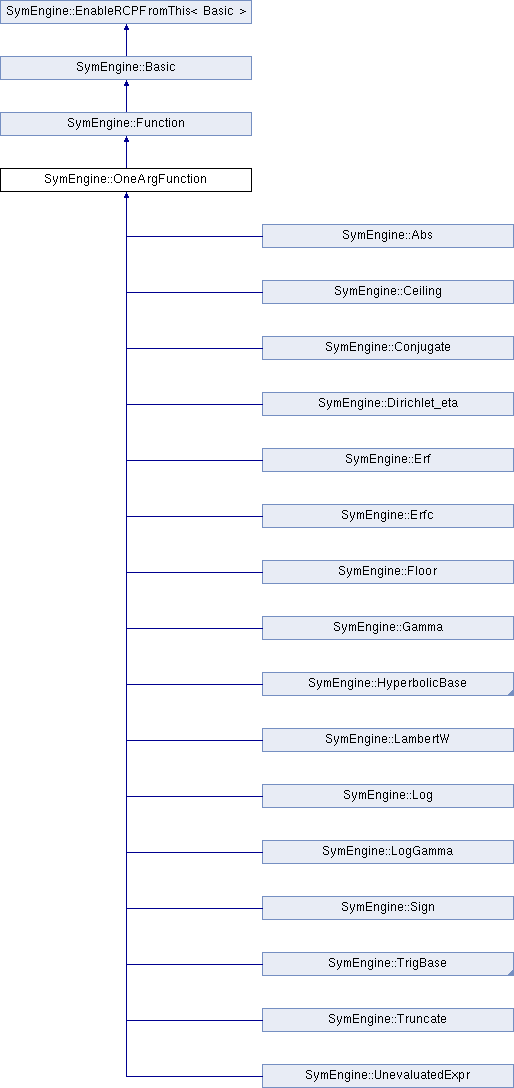 SymEngine::EnableRCPFromThis< Basic >
SymEngine::Basic
SymEngine::Function
SymEngine::OneArgFunction
SymEngine::Abs
SymEngine::Ceiling
SymEngine::Conjugate
SymEngine::Dirichlet_eta
SymEngine::Erf
SymEngine::Erfc
SymEngine::Floor
SymEngine::Gamma
SymEngine::HyperbolicBase
SymEngine::LambertW
SymEngine::Log
SymEngine::LogGamma
SymEngine::Sign
SymEngine::TrigBase
SymEngine::Truncate
SymEngine::UnevaluatedExpr